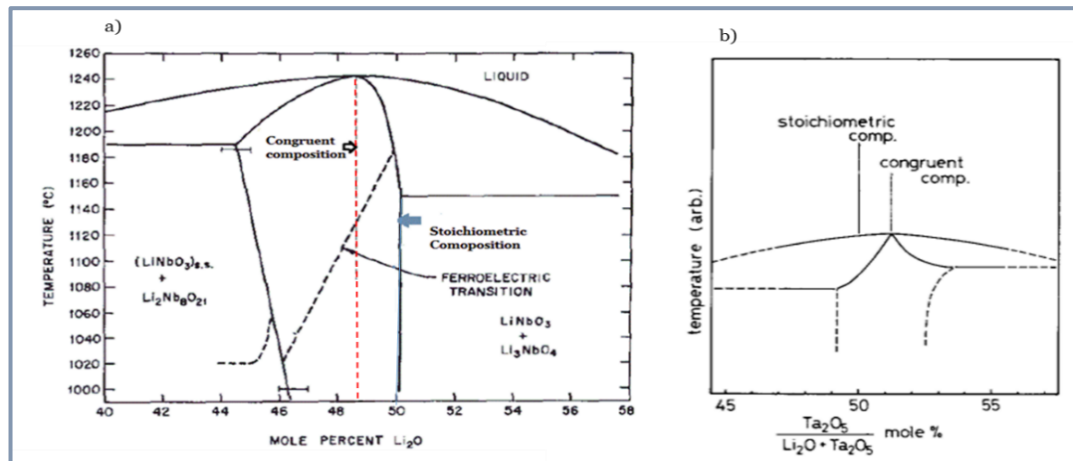 a)
1260
1240
1220
1200
1180
1160
1140
1120
1100
1080
1060
1040
1020
1000
TEMPERATURE (°C)
LIQUID
Congruent
composition
Stoichiometric
Comoposition
FERROELECTRIC
TRANSITION
(LiNbO3)s.s.
+
Li2Nb8O21
LiNbO3
+
Li3NbO4
40 42 44 46 48 50 52 54 56 58
MOLE PERCENT Li2O
b)
stoichiometric
comp.
congruent
comp.
temperature (arb.)
45 50 55
Ta2O5
Li2O + Ta2O5
mole %